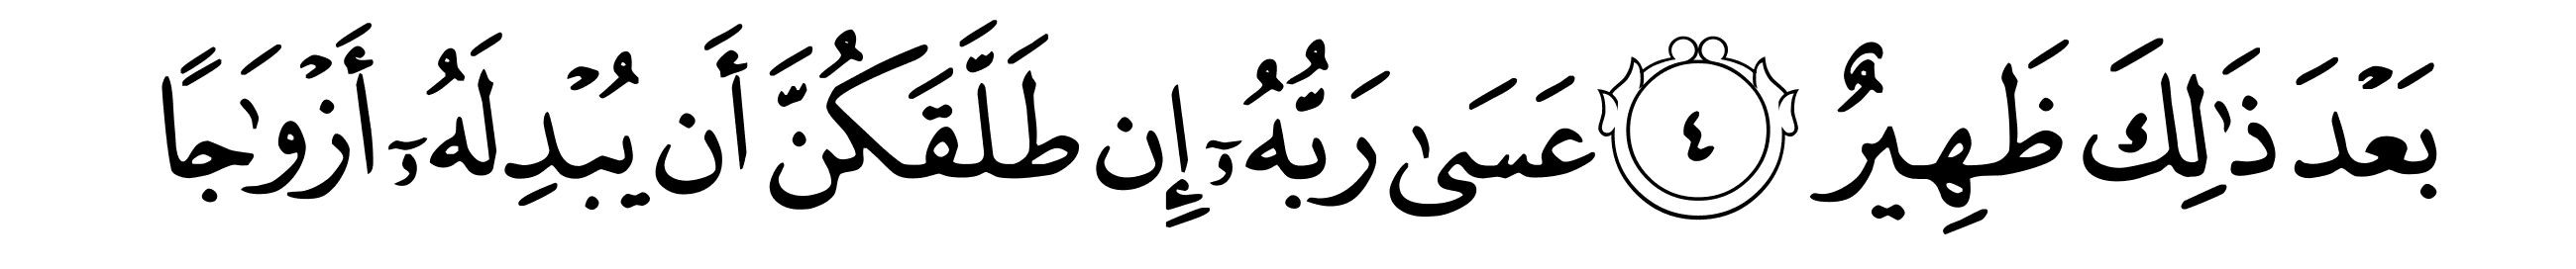 بَعۡدَ ذَٰلِكَ ظَهِيرٌ ٤ عَسَىٰ رَبُّهُۥٓ إِن طَلَّقَكُنَّ أَن يُبۡدِلَهُۥٓ أَزۡوَٰجًا